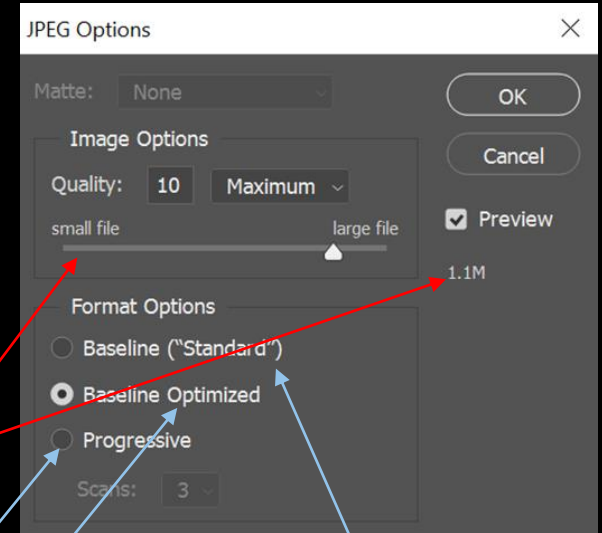 JPEG Options
Matte: None
OK
Image Options
Cancel
Quality: 10 Maximum
Preview
small file large file
1.1M
Format Options
Baseline (“Standard”)
Baseline Optimized
Progressive
Scans: 3